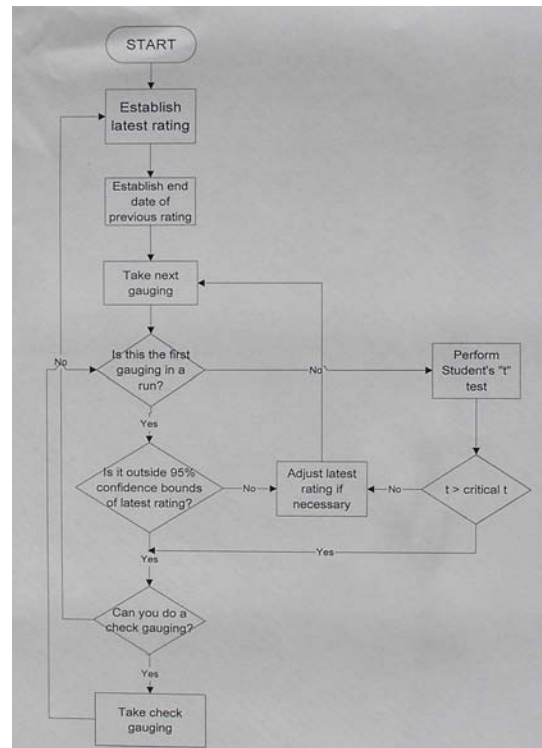 START
Establish
latest rating
Establish end
date of
previous rating
Take next
gauging
Is this the first
gauging in a
run?
No
No
Perform
Student's "t"
test
Yes
Is it outside 95%
confidence bounds
of latest rating?
No
Adjust latest
rating if
necessary
No
t > critical t
Yes
Yes
Can you do a
check gauging?
Yes
Take check
gauging